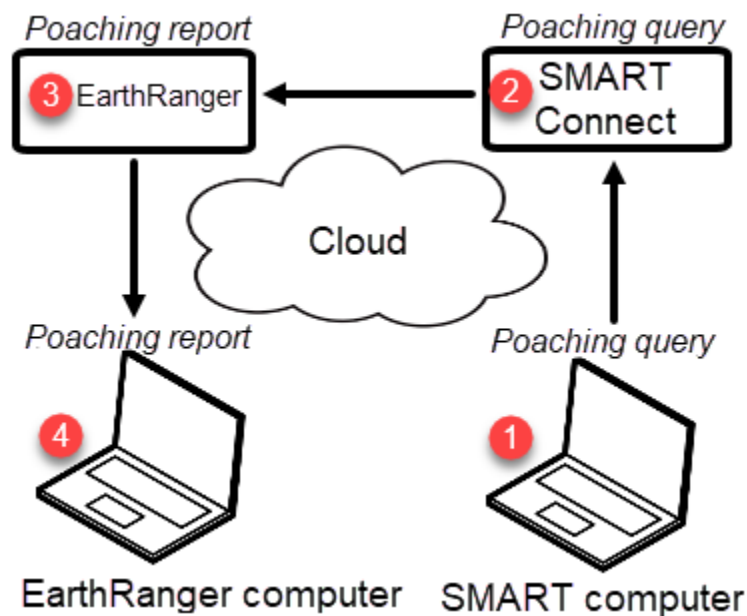 Poaching report
Poaching query
3 EarthRanger
2 SMART
Connect
Cloud
Poaching report
Poaching query
4
1
EarthRanger computer
SMART computer